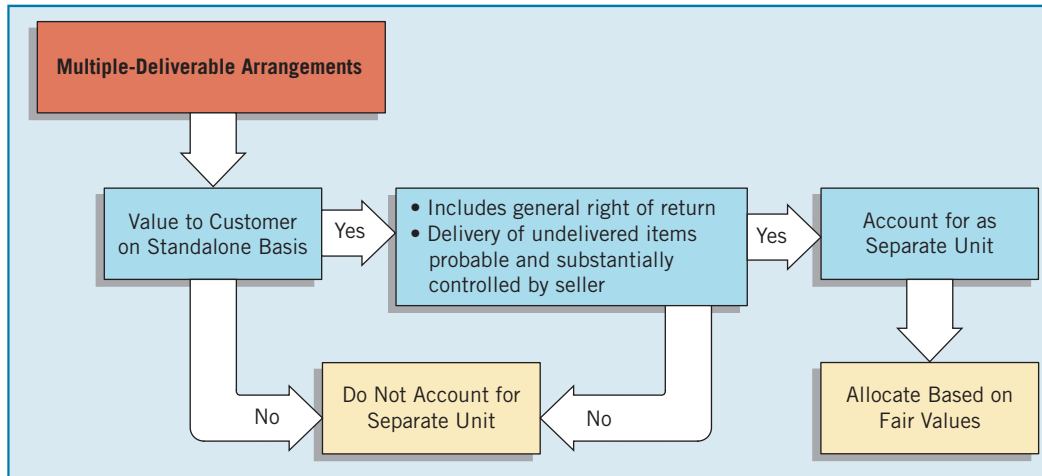 Multiple-Deliverable Arrangements
Value to Customer
on Standalone Basis
Yes
• Includes general right of return
• Delivery of undelivered items
probable and substantially
controlled by seller
Yes
Account for as
Separate Unit
No
Do Not Account for
Separate Unit
No
Allocate Based on
Fair Values